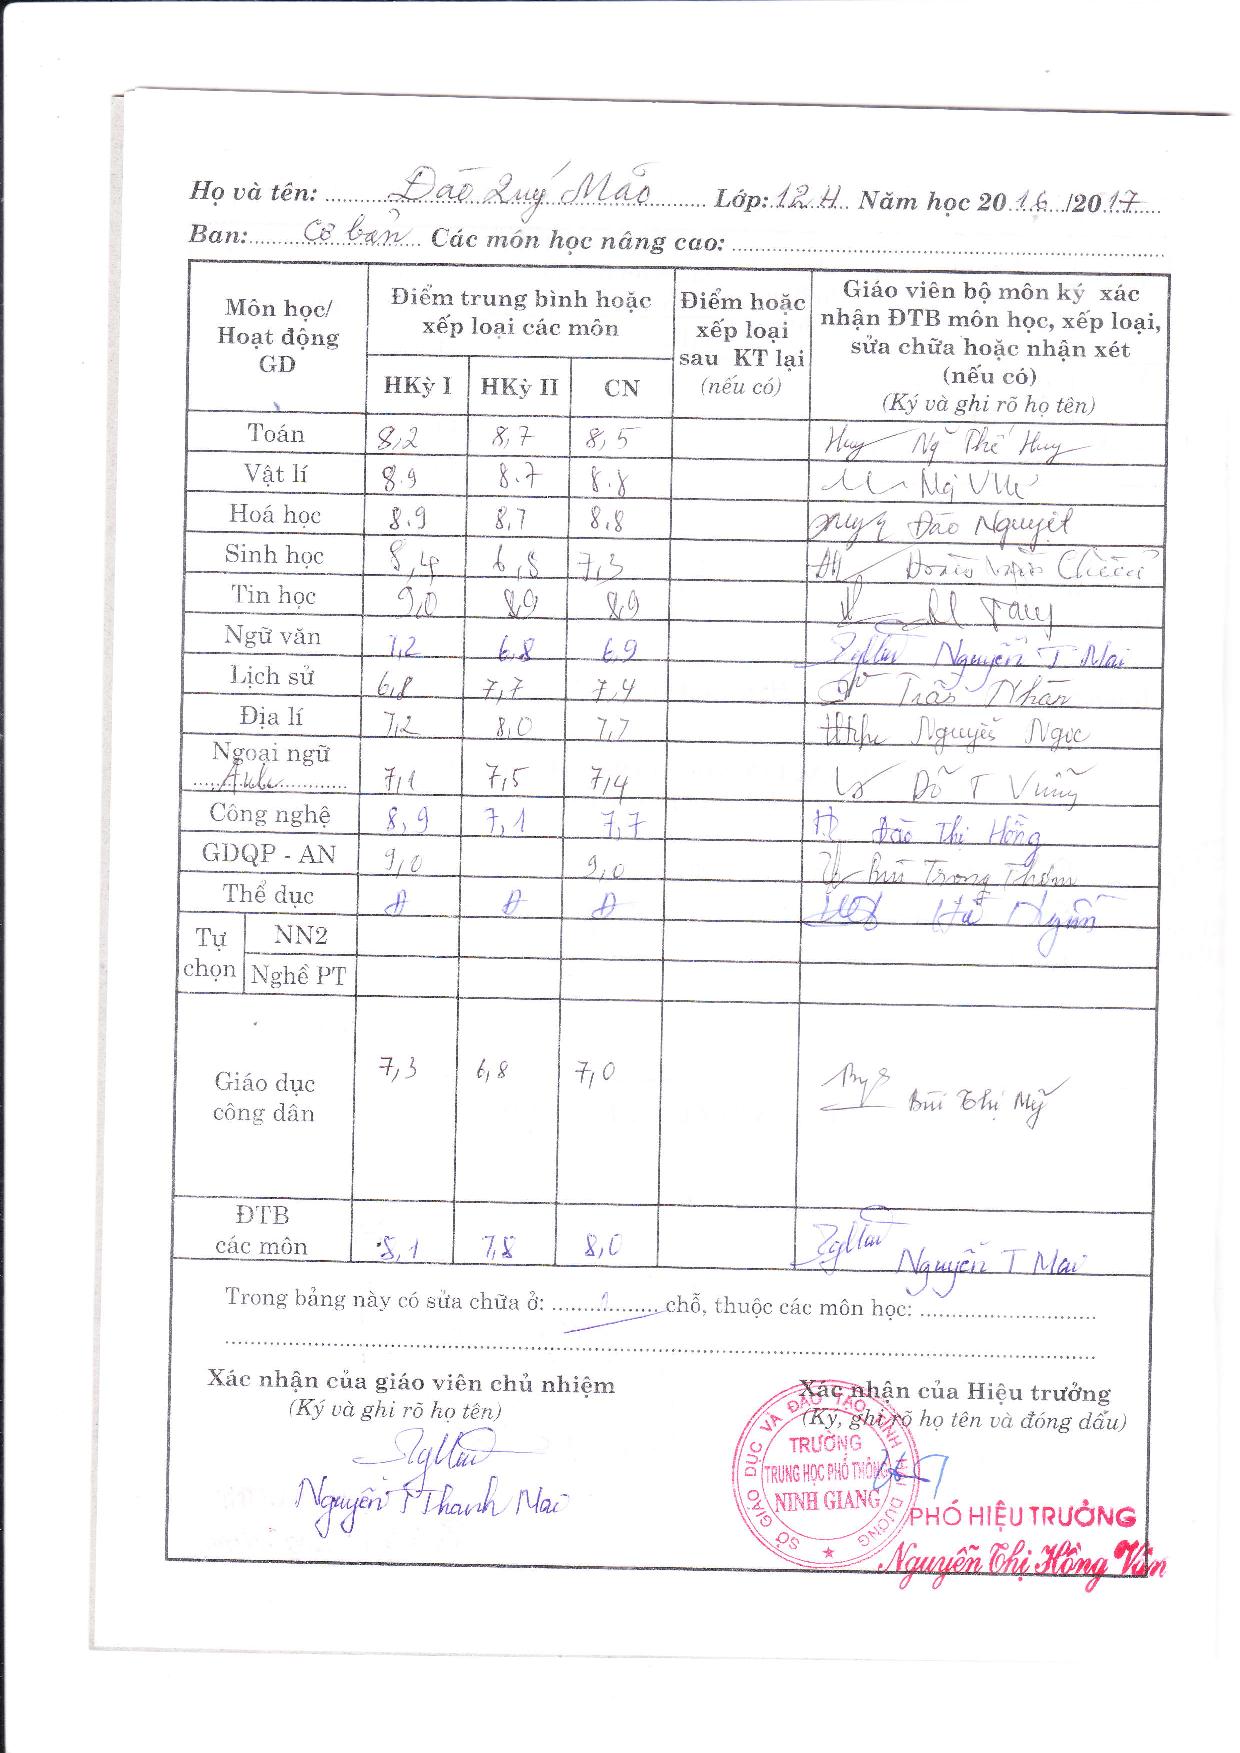 Họ và tên: Đào Quý Mão Lớp: 12H Năm học 2016/2017
Ban: Cơ bản Các môn học nâng cao:
Môn học/ Hoạt động GD
Điểm trung bình hoặc xếp loại các môn
Điểm hoặc xếp loại sau KT lại (nếu có)
Giáo viên bộ môn ký xác nhận ĐTB môn học, xếp loại, sửa chữa hoặc nhận xét (nếu có) (Ký và ghi rõ họ tên)
HKỳ I HKỳ II CN
Toán 8,2 8,7 8,5 Huy Ng Phế Huy
Vật lí 8.9 8.7 8.8
Hoá học 8.9 8,7 8,8 Đào Nguyệt
Sinh học 8,4 6,8 7,3 Đoàn Văn
Tin học 9,0 8,9 8,9
Ngữ văn 7,2 6.8 6.9 Nguyễn T Mai
Lịch sử 6,8 7,7 7,4 Trần Nhàn
Địa lí 7,2 8,0 7,7 Nguyễn Ngọc
Ngoại ngữ
Anh 7,1 7,5 7,4 Đỗ T
Công nghệ 8,9 7,1 7,7 Đào Thị Hồng
GDQP - AN 9,0 9,0 Bùi Trọng Thơm
Thể dục Đ Đ Đ Hà Ngân
Tự chọn
NN2
Nghề PT
Giáo dục công dân 7,3 6,8 7,0 Bùi Thị Mỹ
ĐTB các môn 8,1 7,8 8,0 Nguyễn T Mai
Trong bảng này có sửa chữa ở: chỗ, thuộc các môn học:
Xác nhận của giáo viên chủ nhiệm
(Ký và ghi rõ họ tên)
Nguyễn T Thanh Mai
Xác nhận của Hiệu trưởng
(Ký, ghi rõ họ tên và đóng dấu)
SỞ GIÁO DỤC VÀ ĐÀO TẠO TỈNH HẢI DƯƠNG
TRƯỜNG
TRUNG HỌC PHỔ THÔNG
NINH GIANG
PHÓ HIỆU TRƯỞNG
Nguyễn Thị Hồng Vân